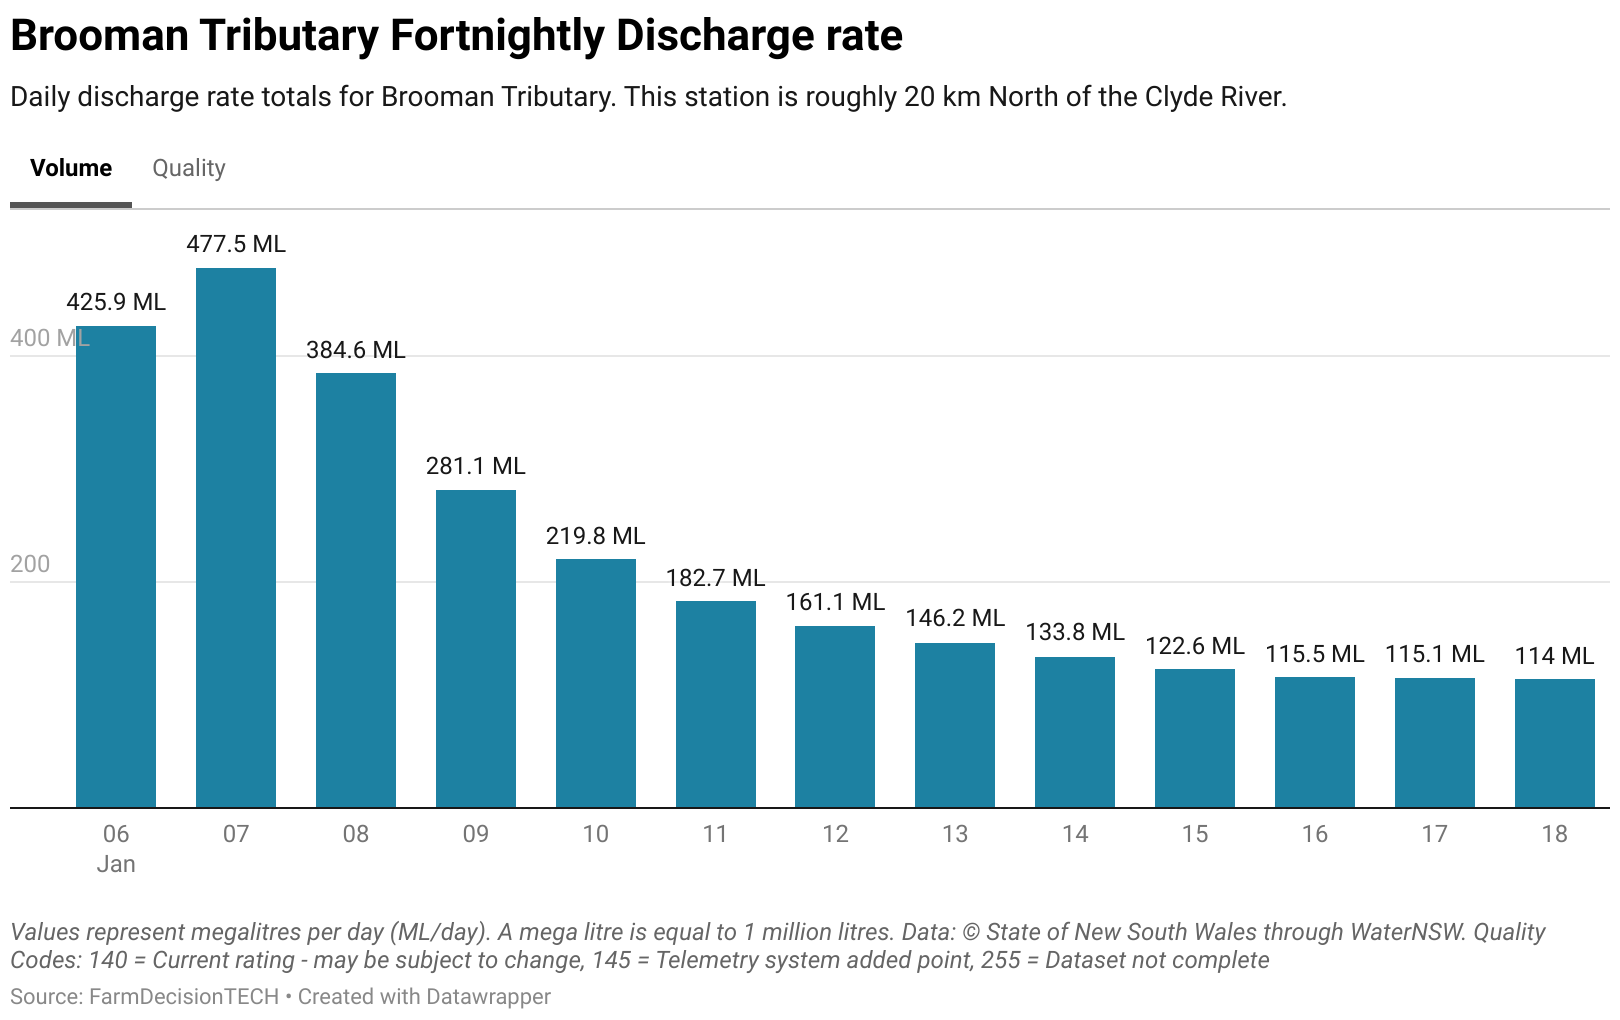 Brooman Tributary Fortnightly Discharge rate
Daily discharge rate totals for Brooman Tributary. This station is roughly 20 km North of the Clyde River.
Volume Quality
477.5 ML
425.9 ML
400 ML
384.6 ML
281.1 ML
219.8 ML
200
182.7 ML
161.1 ML
146.2 ML
133.8 ML
122.6 ML
115.5 ML
115.1 ML
114 ML
06 07 08 09 10 11 12 13 14 15 16 17 18
Jan
Values represent megalitres per day (ML/day). A mega litre is equal to 1 million litres. Data: © State of New South Wales through WaterNSW. Quality
Codes: 140 = Current rating - may be subject to change, 145 = Telemetry system added point, 255 = Dataset not complete
Source: FarmDecisionTECH • Created with Datawrapper